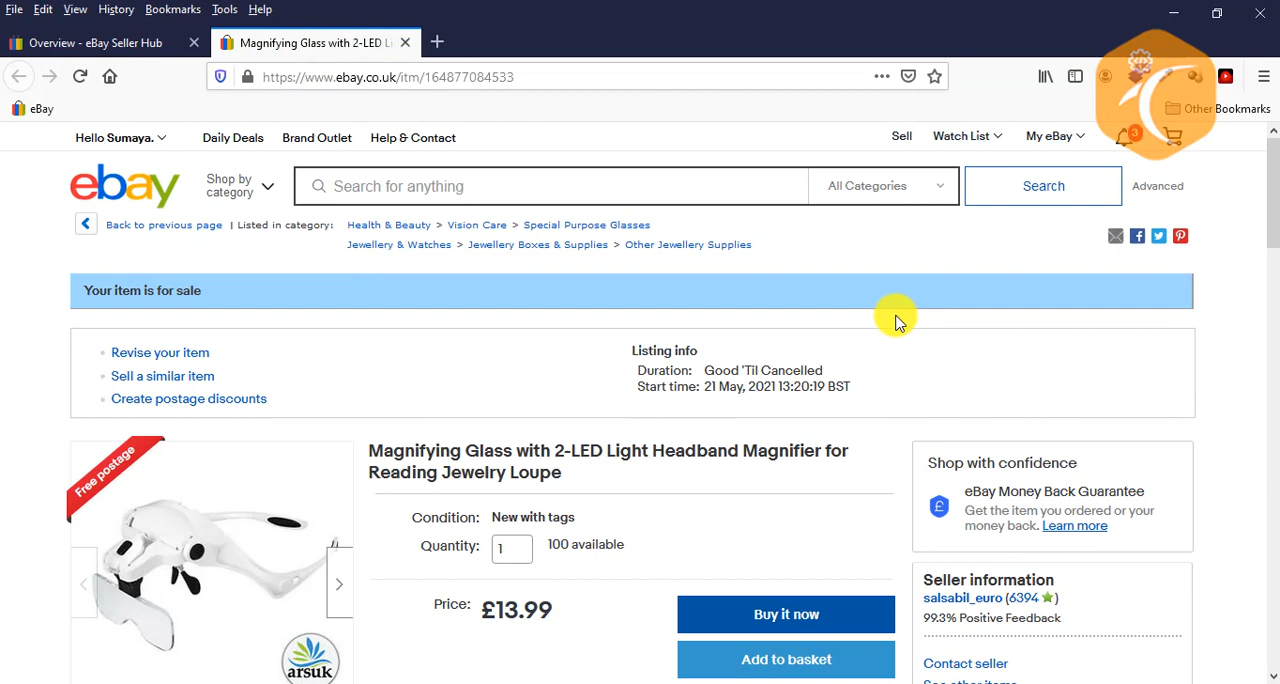 File Edit View History Bookmarks Tools Help
Overview - eBay Seller Hub
Magnifying Glass with 2-LED Li
https://www.ebay.co.uk/itm/164877084533
eBay
Other Bookmarks
Hello Sumaya. Daily Deals Brand Outlet Help & Contact Sell Watch List My eBay 3
ebay Shop by category Search for anything All Categories Search Advanced
Back to previous page | Listed in category: Health & Beauty > Vision Care > Special Purpose Glasses
Jewellery & Watches > Jewellery Boxes & Supplies > Other Jewellery Supplies
Your item is for sale
Revise your item
Sell a similar item
Create postage discounts
Listing info
Duration: Good 'Til Cancelled
Start time: 21 May, 2021 13:20:19 BST
Free postage
arsuk
Magnifying Glass with 2-LED Light Headband Magnifier for
Reading Jewelry Loupe
Condition: New with tags
Quantity: 1 100 available
Price: £13.99
Buy it now
Add to basket
Shop with confidence
eBay Money Back Guarantee
Get the item you ordered or your
money back. Learn more
Seller information
salsabil_euro (6394)
99.3% Positive Feedback
Contact seller
See other items